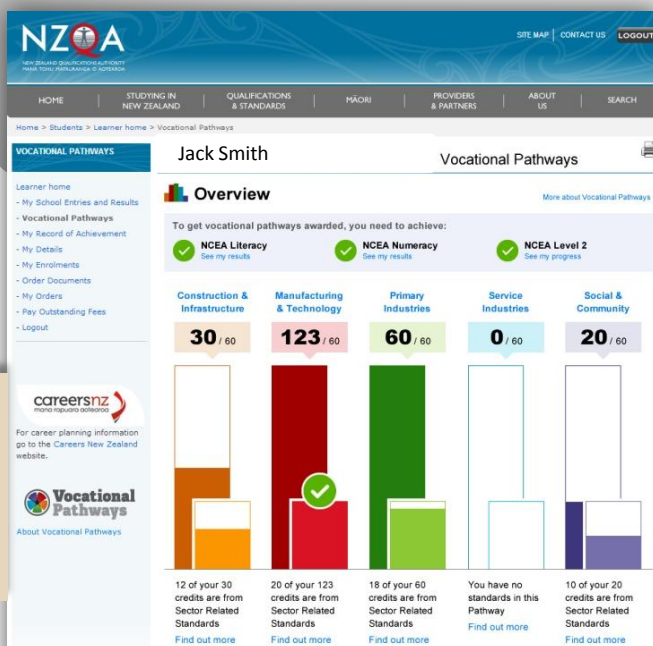 NZQA
NEW ZEALAND QUALIFICATIONS AUTHORITY
MANA TOHU MATAURANGA O AOTEAROA
SITE MAP | CONTACT US LOGOUT
HOME
STUDYING IN
NEW ZEALAND
QUALIFICATIONS
& STANDARDS
MĀORI
PROVIDERS
& PARTNERS
ABOUT
US
SEARCH
Home > Students > Learner home > Vocational Pathways
VOCATIONAL PATHWAYS
Learner home
- My School Entries and Results
- Vocational Pathways
- My Record of Achievement
- My Details
- My Enrolments
- Order Documents
- My Orders
- Pay Outstanding Fees
- Logout
careersnz
mana rapuara aotearoa
For career planning information
go to the Careers New Zealand
website.
Vocational
Pathways
About Vocational Pathways
Jack Smith
Vocational Pathways
Overview
More about Vocational Pathways
To get vocational pathways awarded, you need to achieve:
NCEA Literacy
See my results
NCEA Numeracy
See my results
NCEA Level 2
See my progress
Construction &
Infrastructure
30 / 60
12 of your 30
credits are from
Sector Related
Standards
Find out more
Manufacturing
& Technology
123 / 60
20 of your 123
credits are from
Sector Related
Standards
Find out more
Primary
Industries
60 / 60
18 of your 60
credits are from
Sector Related
Standards
Find out more
Service
Industries
0 / 60
You have no
standards in this
Pathway
Find out more
Social &
Community
20 / 60
10 of your 20
credits are from
Sector Related
Standards
Find out more